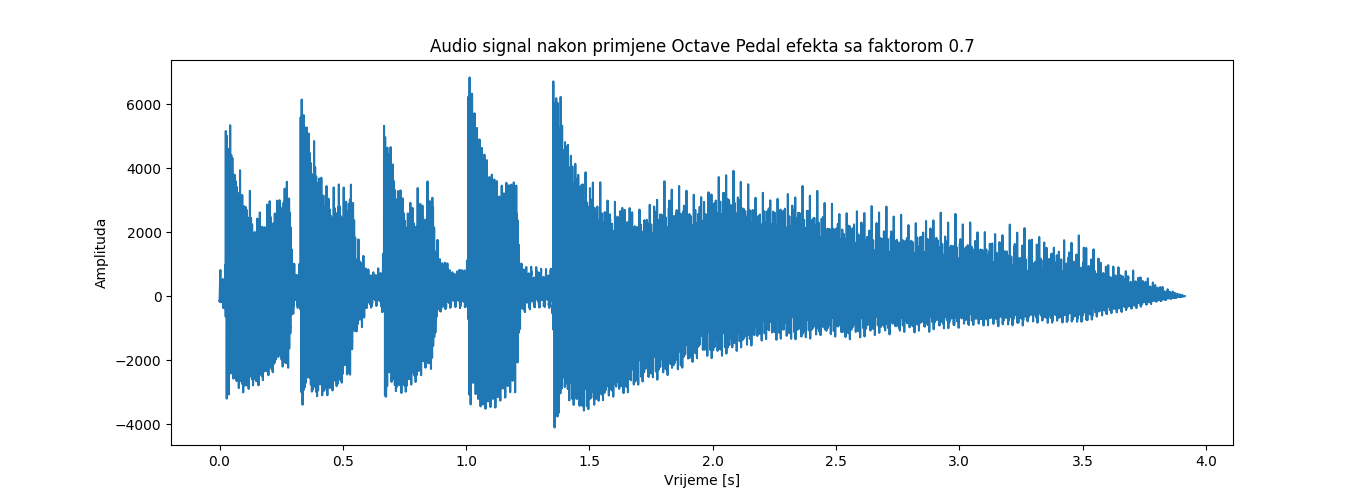 Audio signal nakon primjene Octave Pedal efekta sa faktorom 0.7
Amplituda
6000
4000
2000
0
−2000
−4000
0.0 0.5 1.0 1.5 2.0 2.5 3.0 3.5 4.0
Vrijeme [s]